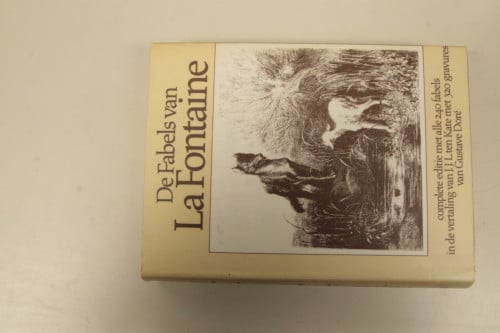 De Fabels van
La Fontaine
complete editie met alle 240 fabels
in de vertaling van J.J.L. ten Kate met 320 gravures
van Gustave Doré